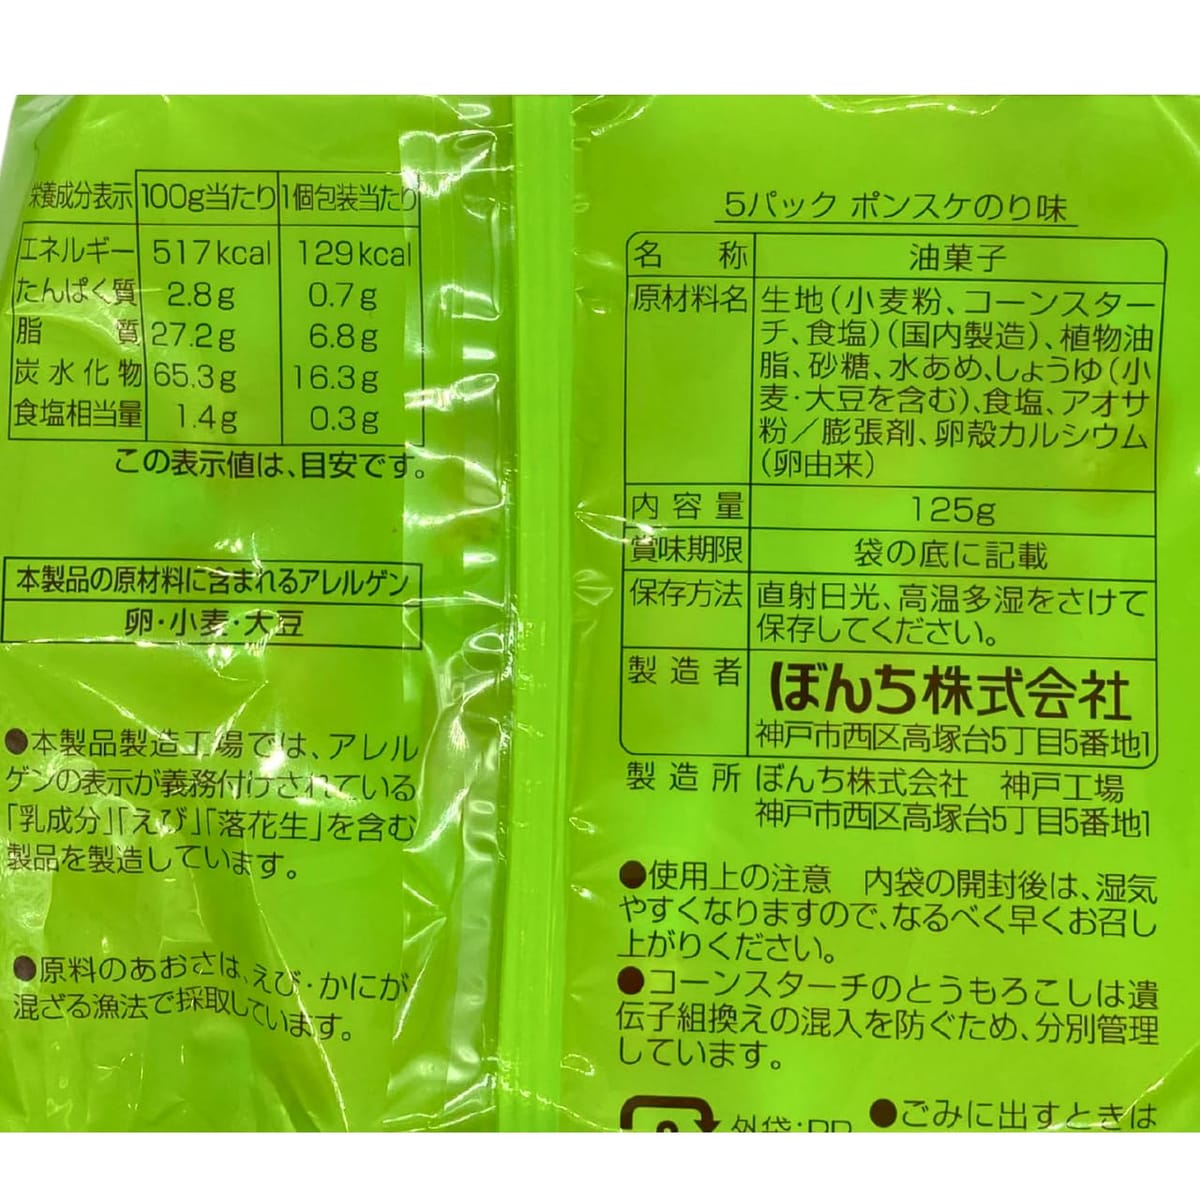 栄養成分表示 100g当たり 1個包装当たり
エネルギー 517kcal 129kcal
たんぱく質 2.8g 0.7g
脂質 27.2g 6.8g
炭水化物 65.3g 16.3g
食塩相当量 1.4g 0.3g
この表示値は、目安です。
本製品の原材料に含まれるアレルゲン
卵・小麦・大豆
●本製品製造工場では、アレル
ゲンの表示が義務付けされている
「乳成分」「えび」「落花生」を含む
製品を製造しています。
●原料のあおさは、えび・かにが
混ざる漁法で採取しています。
5パック ポンスケのり味
名称 油菓子
原材料名 生地(小麦粉、コーンスター
チ、食塩)(国内製造)、植物油
脂、砂糖、水あめ、しょうゆ(小
麦・大豆を含む)、食塩、アオサ
粉/膨張剤、卵殻カルシウム
(卵由来)
内容量 125g
賞味期限 袋の底に記載
保存方法 直射日光、高温多湿をさけて
保存してください。
製造者 ぼんち株式会社
神戸市西区高塚台5丁目5番地1
製造所 ぼんち株式会社 神戸工場
神戸市西区高塚台5丁目5番地1
●使用上の注意 内袋の開封後は、湿気
やすくなりますので、なるべく早くお召し
上がりください。
●コーンスターチのとうもろこしは遺
伝子組換えの混入を防ぐため、分別管理
しています。
外袋:PP ●ごみに出すときは